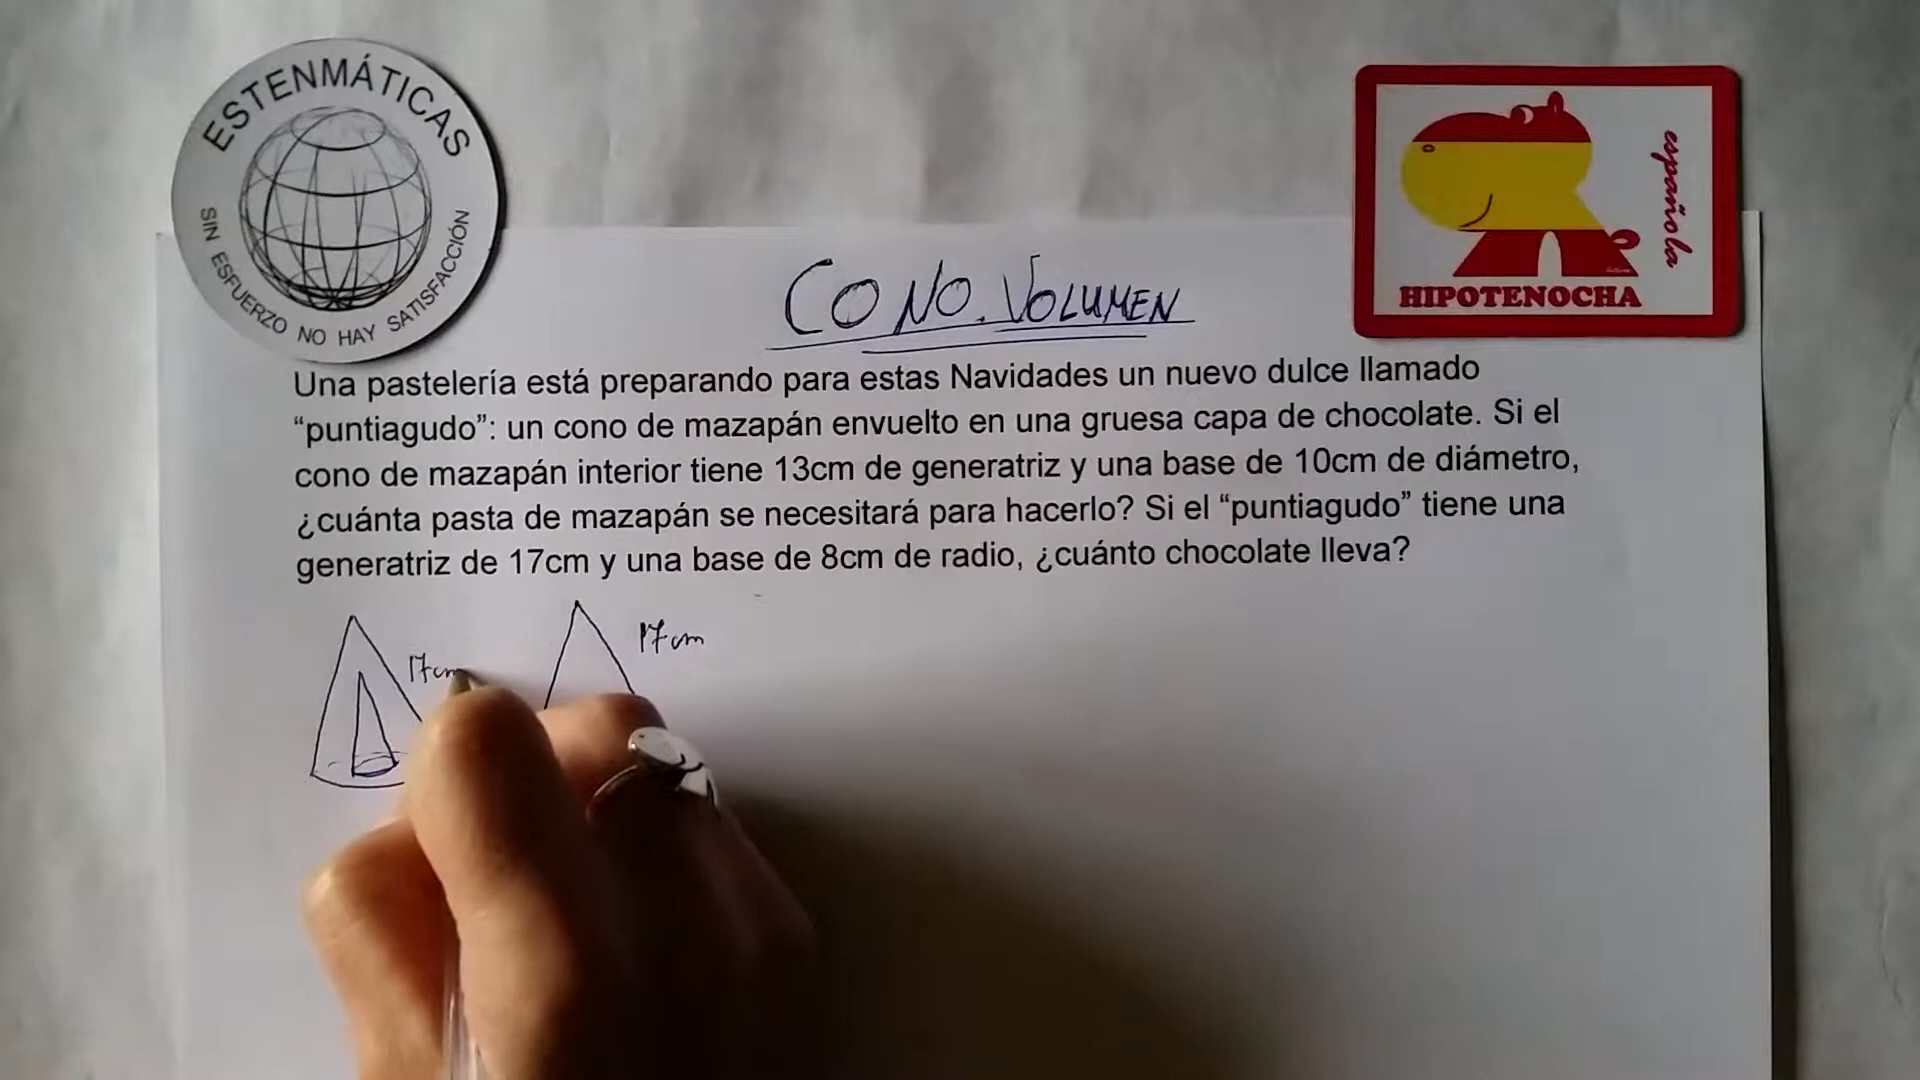 ESTENMÁTICAS
SIN ESFUERZO NO HAY SATISFACCIÓN
española
HIPOTENOCHA
CONO. VOLUMEN
Una pastelería está preparando para estas Navidades un nuevo dulce llamado
“puntiagudo”: un cono de mazapán envuelto en una gruesa capa de chocolate. Si el
cono de mazapán interior tiene 13cm de generatriz y una base de 10cm de diámetro,
¿cuánta pasta de mazapán se necesitará para hacerlo? Si el “puntiagudo” tiene una
generatriz de 17cm y una base de 8cm de radio, ¿cuánto chocolate lleva?
17cm
17cm